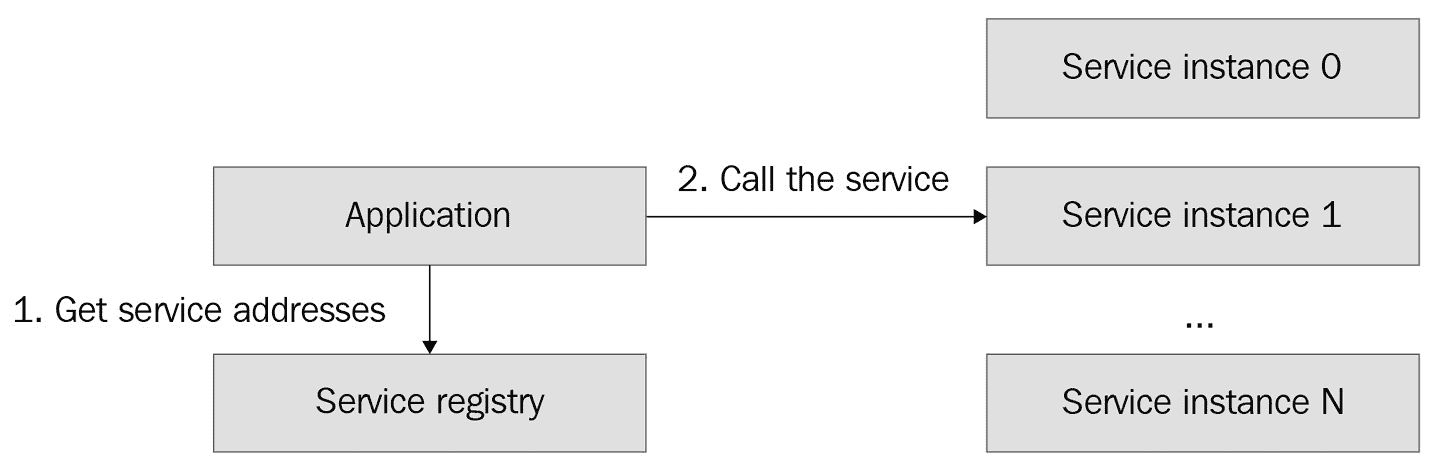 Service instance 0
2. Call the service
Application
Service instance 1
1. Get service addresses
...
Service registry
Service instance N